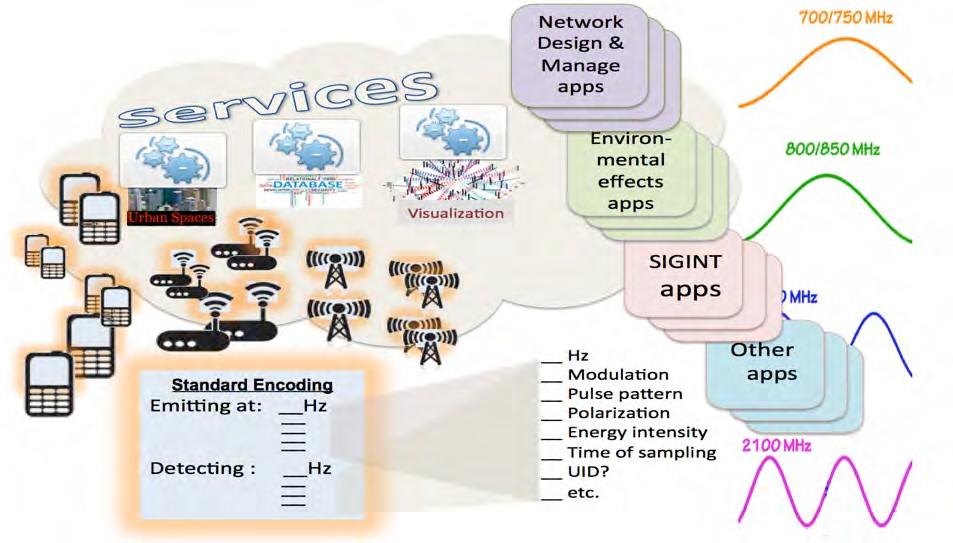 services
Network
Design &
Manage
apps
700/750 MHz
Environ-
mental
effects
apps
800/850 MHz
DATABASE
Urban Spaces
Visualization
SIGINT
apps
0 MHz
Other
apps
Standard Encoding
Emitting at: __Hz
Detecting : __Hz
__ Hz
__ Modulation
__ Pulse pattern
__ Polarization
__ Energy intensity
__ Time of sampling
__ UID?
__ etc.
2100 MHz